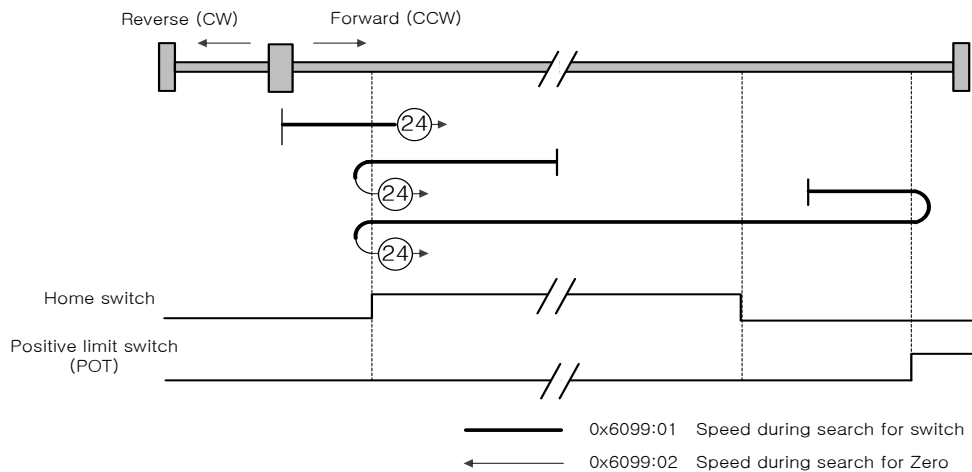 Reverse (CW)
Forward (CCW)
24
24
24
Home switch
Positive limit switch
(POT)
0x6099:01 Speed during search for switch
0x6099:02 Speed during search for Zero